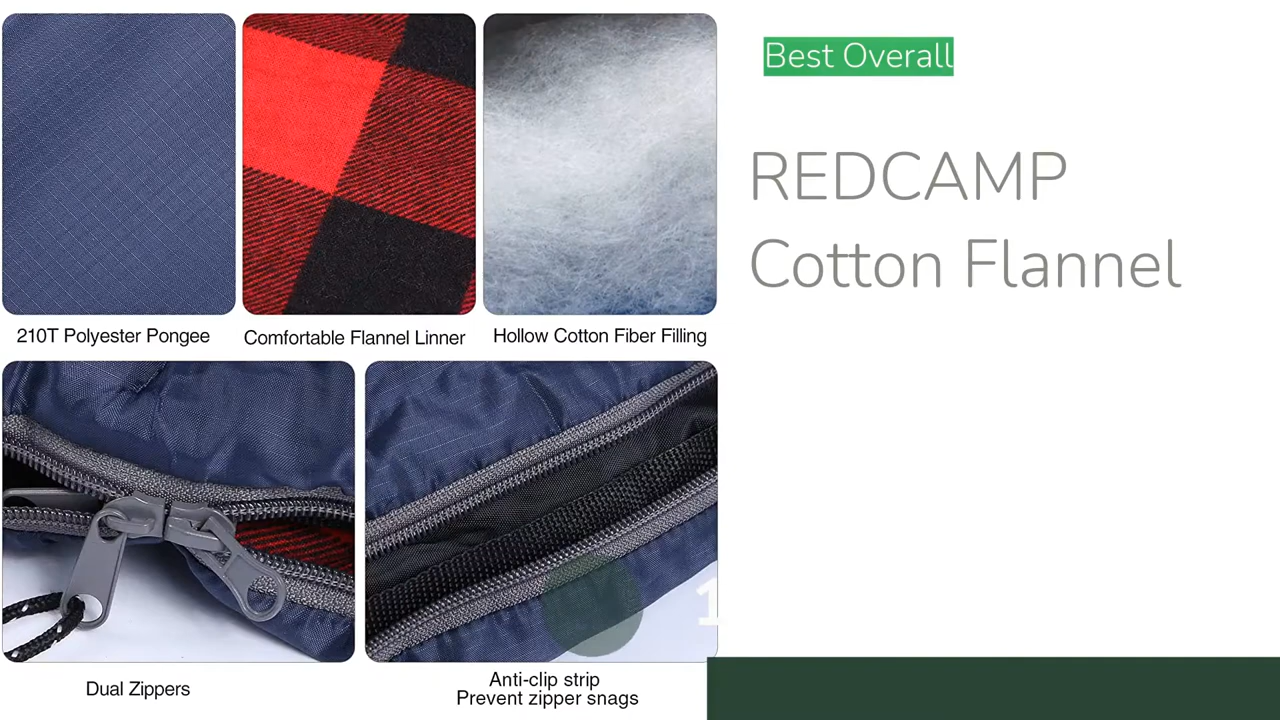 Best Overall
REDCAMP
Cotton Flannel
210T Polyester Pongee
Comfortable Flannel Linner
Hollow Cotton Fiber Filling
Dual Zippers
Anti-clip strip
Prevent zipper snags
1